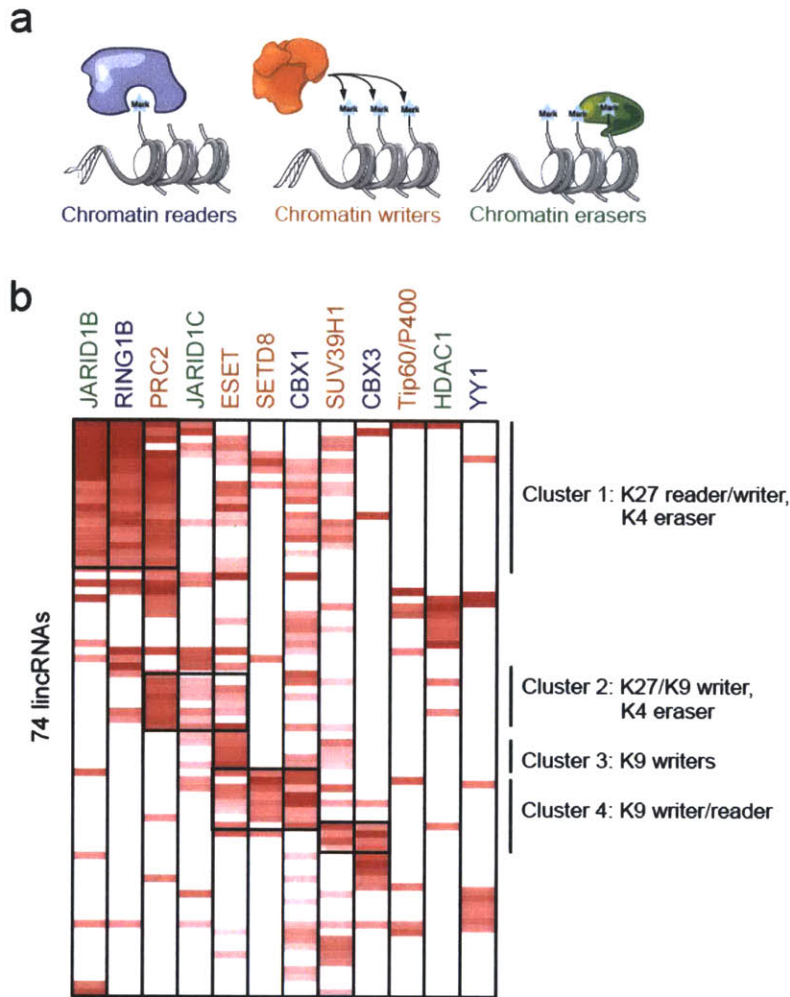 a
Mark
Mark Mark Mark
Mark Mark Mark
Chromatin readers
Chromatin writers
Chromatin erasers
b
JARID1B
RING1B
PRC2
JARID1C
ESET
SETD8
CBX1
SUV39H1
CBX3
Tip60/P400
HDAC1
YY1
74 lincRNAs
Cluster 1: K27 reader/writer,
K4 eraser
Cluster 2: K27/K9 writer,
K4 eraser
Cluster 3: K9 writers
Cluster 4: K9 writer/reader